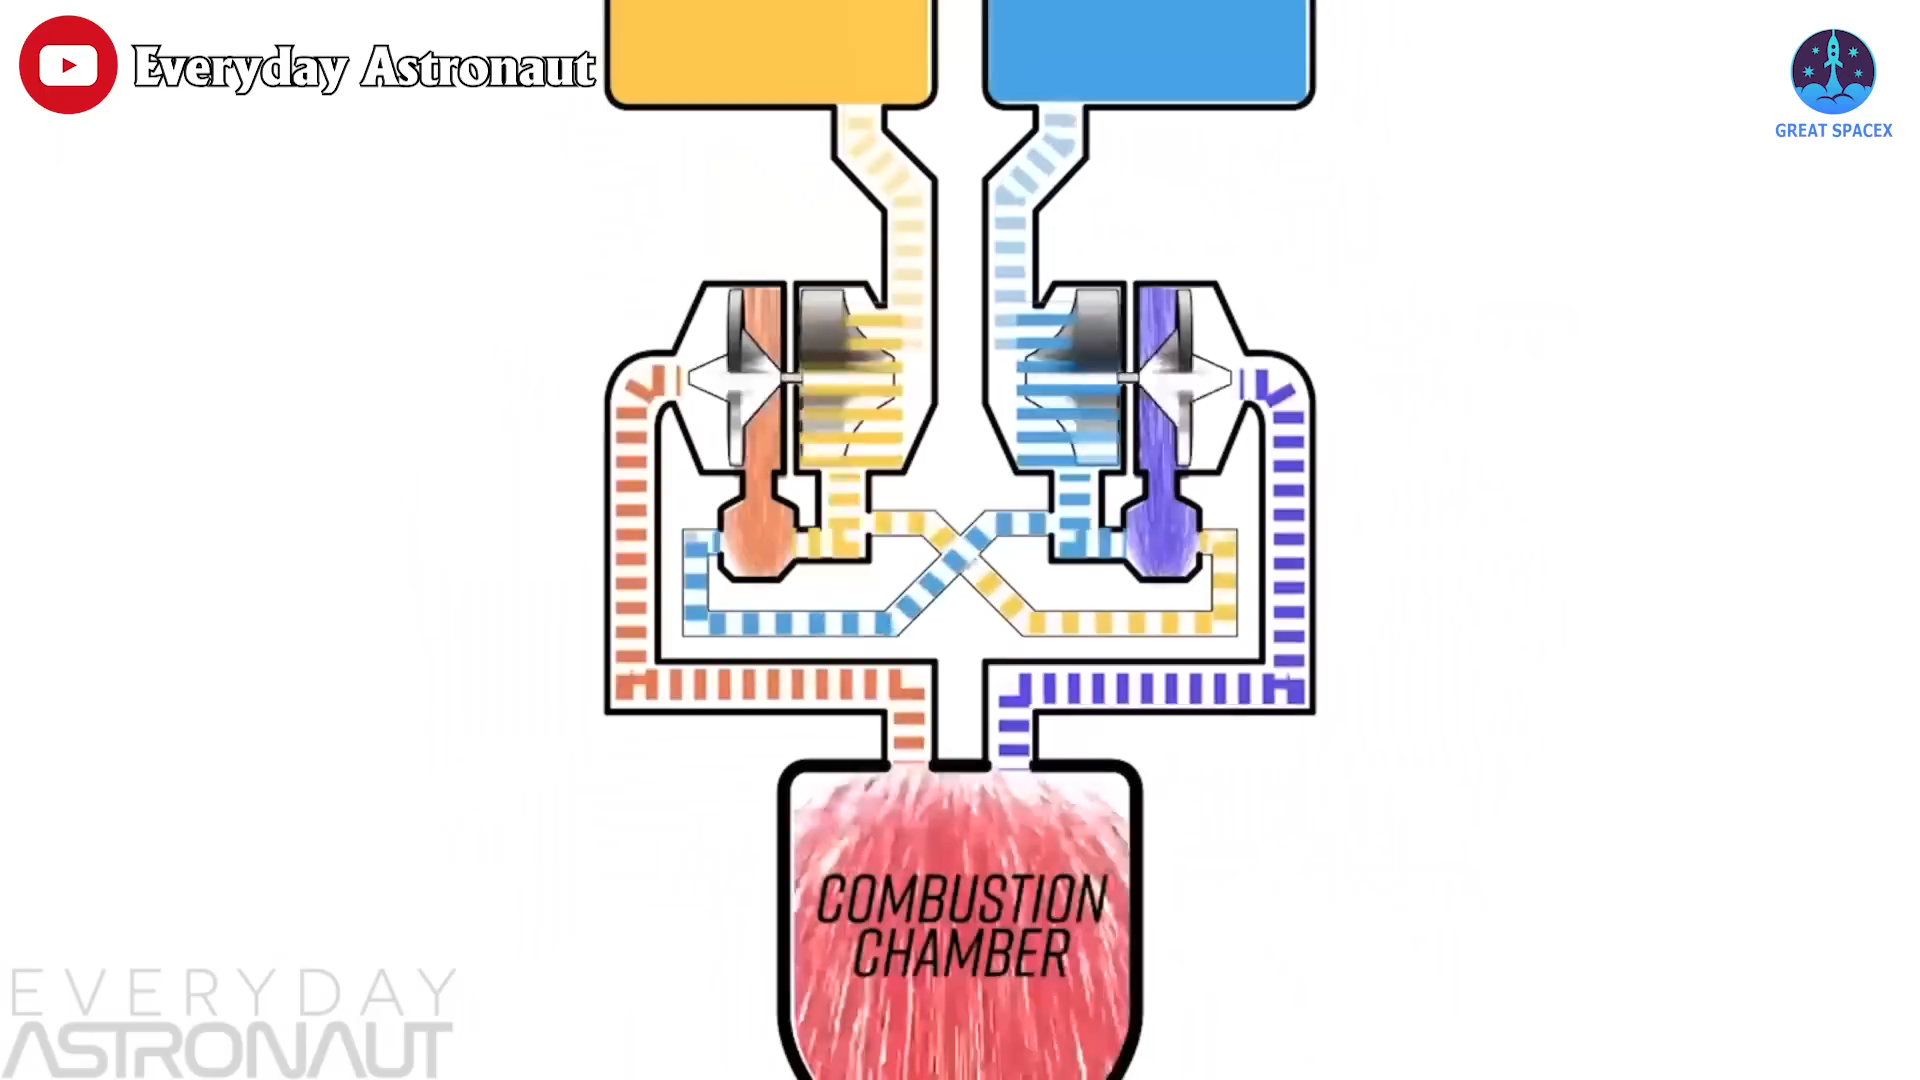 Everyday Astronaut
GREAT SPACEX
COMBUSTION
CHAMBER
EVERYDAY
ASTRONAUT